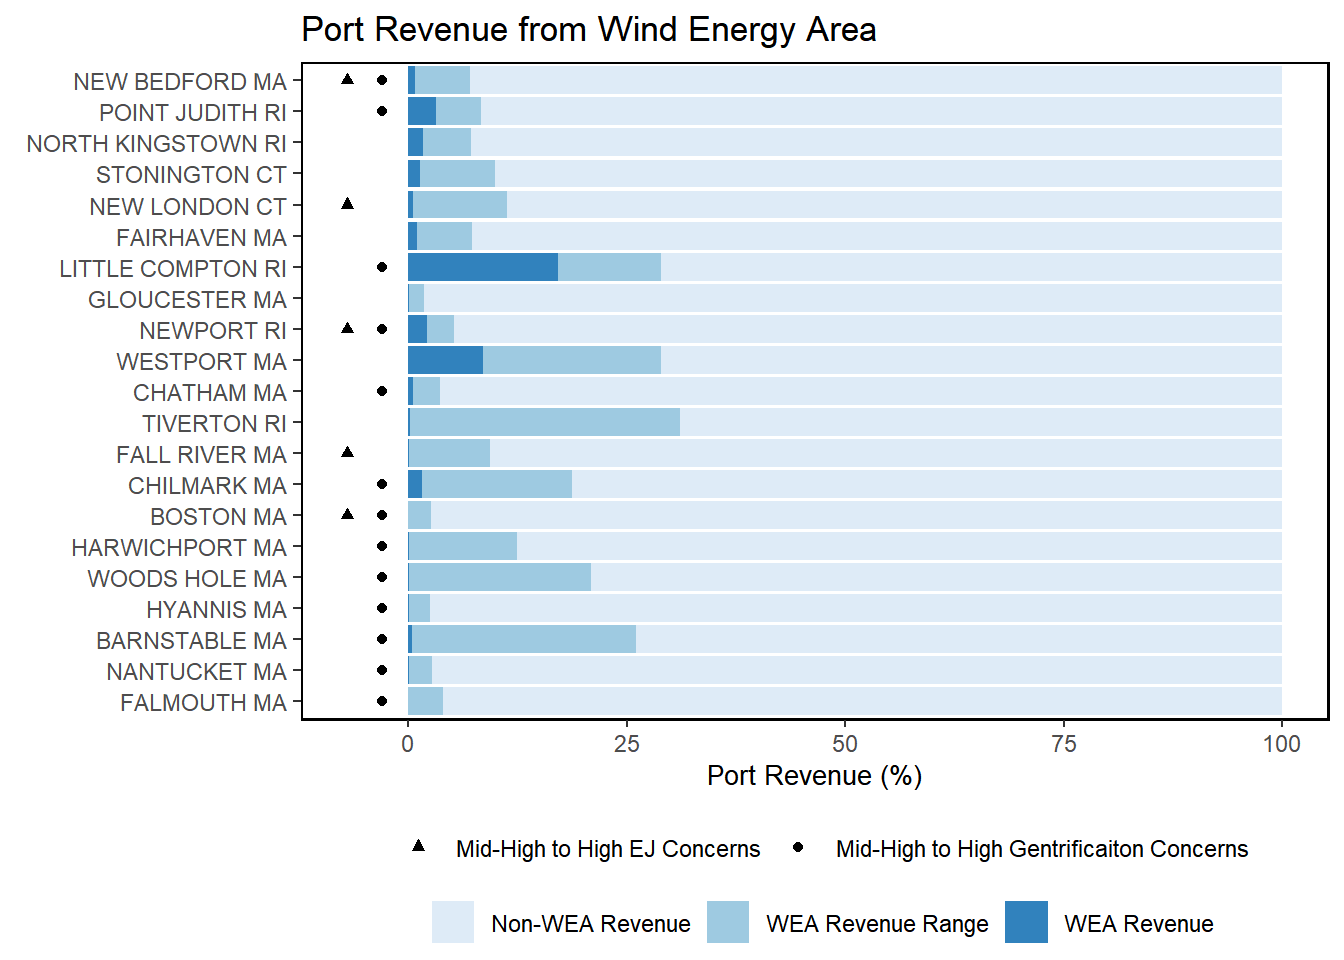 Port Revenue from Wind Energy Area
NEW BEDFORD MA
POINT JUDITH RI
NORTH KINGSTOWN RI
STONINGTON CT
NEW LONDON CT
FAIRHAVEN MA
LITTLE COMPTON RI
GLOUCESTER MA
NEWPORT RI
WESTPORT MA
CHATHAM MA
TIVERTON RI
FALL RIVER MA
CHILMARK MA
BOSTON MA
HARWICHPORT MA
WOODS HOLE MA
HYANNIS MA
BARNSTABLE MA
NANTUCKET MA
FALMOUTH MA
0 25 50 75 100
Port Revenue (%)
Mid-High to High EJ Concerns Mid-High to High Gentrificaiton Concerns
Non-WEA Revenue WEA Revenue Range WEA Revenue